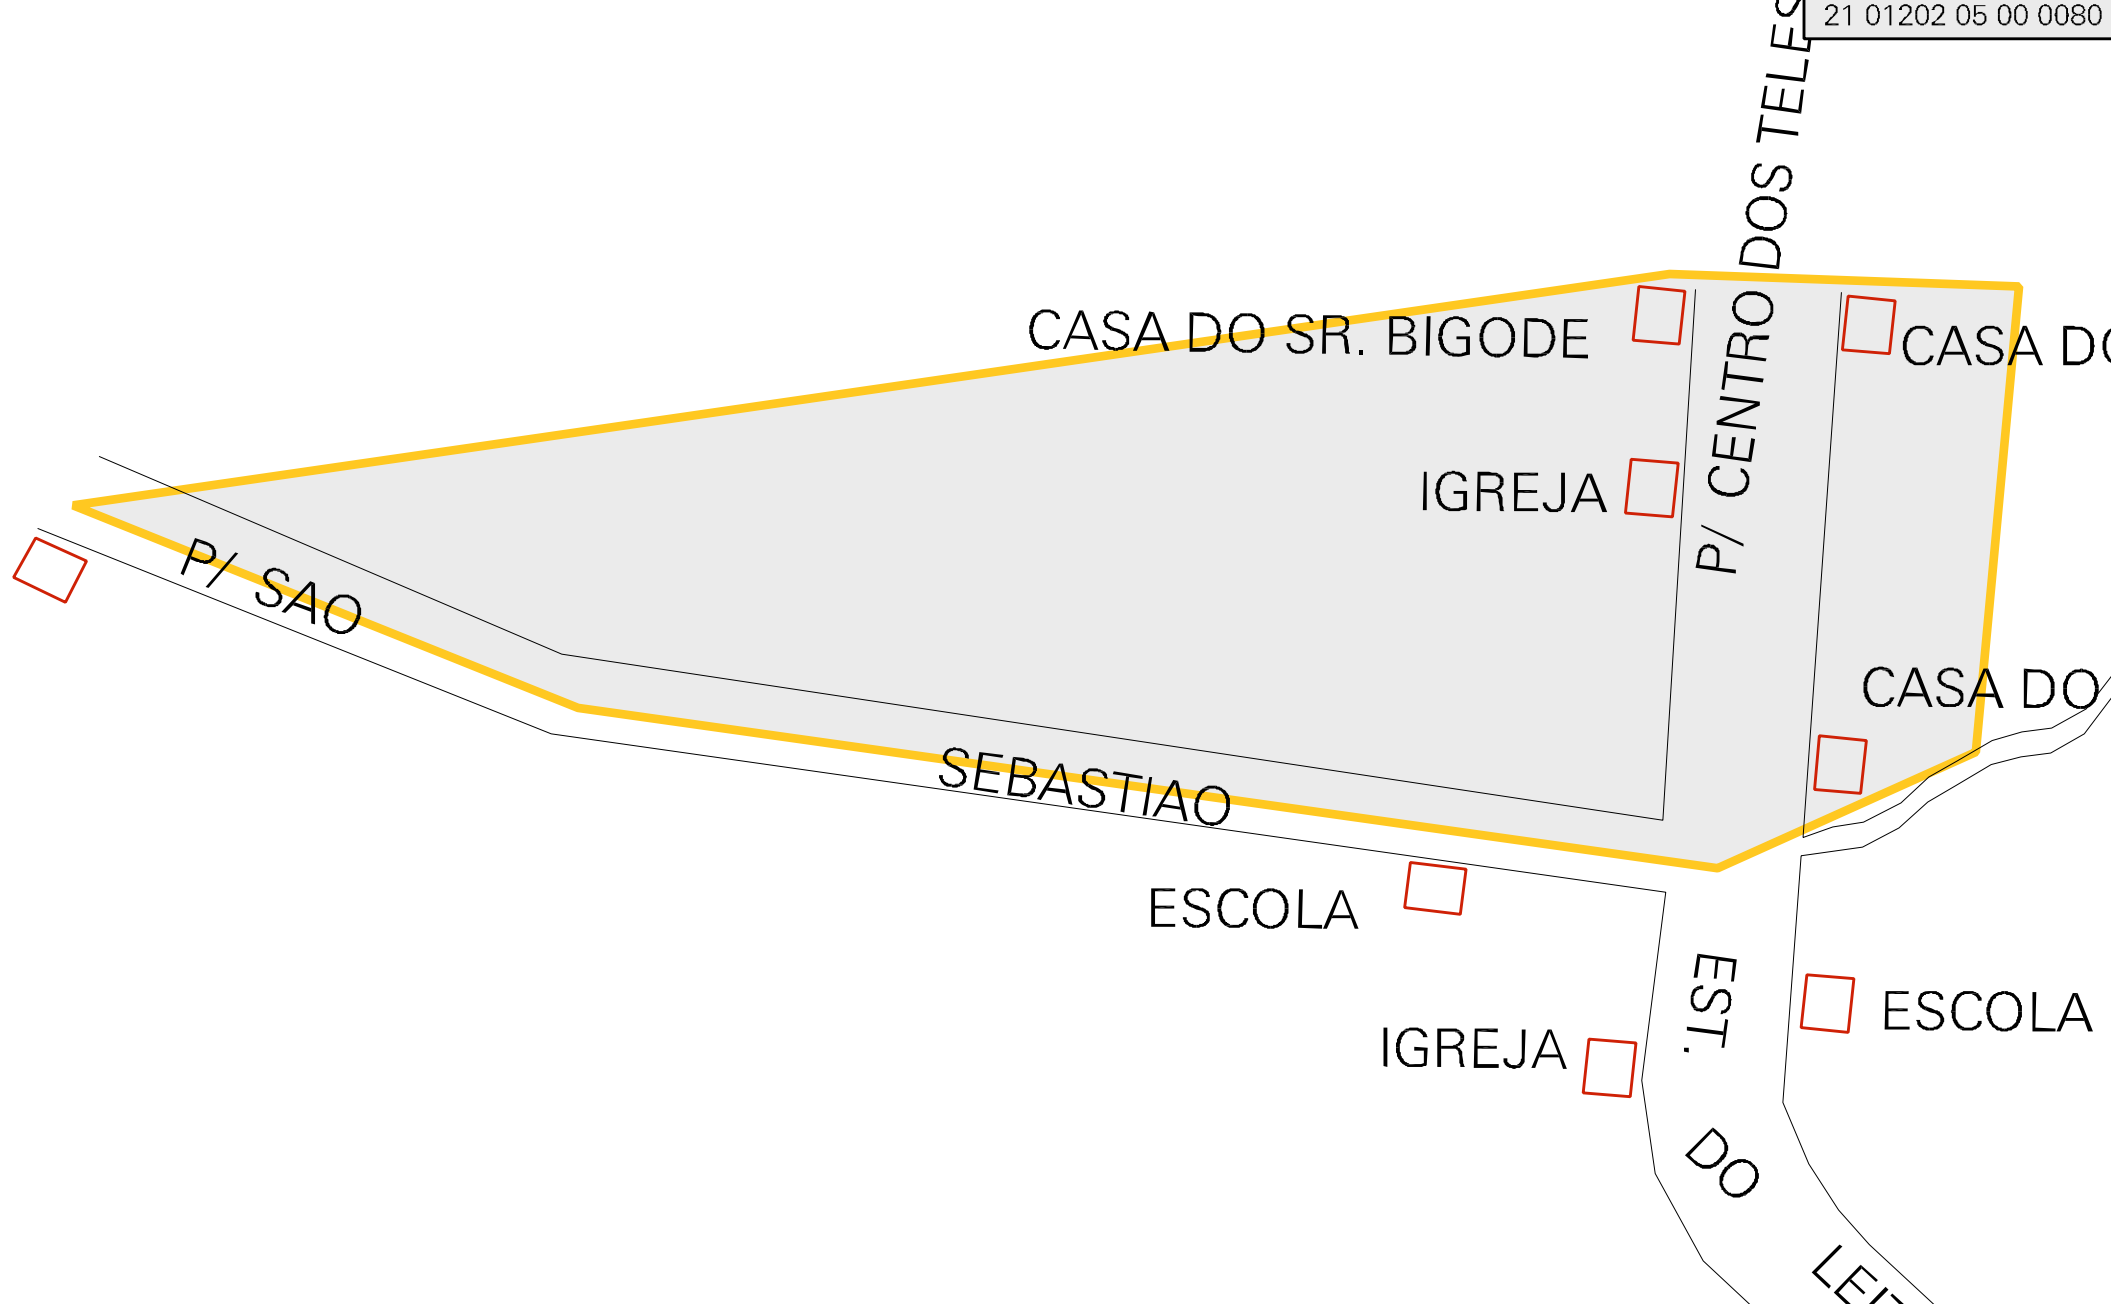 21 01202 05 00 0080
P/ CENTRO DOS TELES
CASA DO SR. BIGODE
CASA DO
IGREJA
P/ SAO SEBASTIAO
CASA DO
ESCOLA
EST. DO
ESCOLA
IGREJA